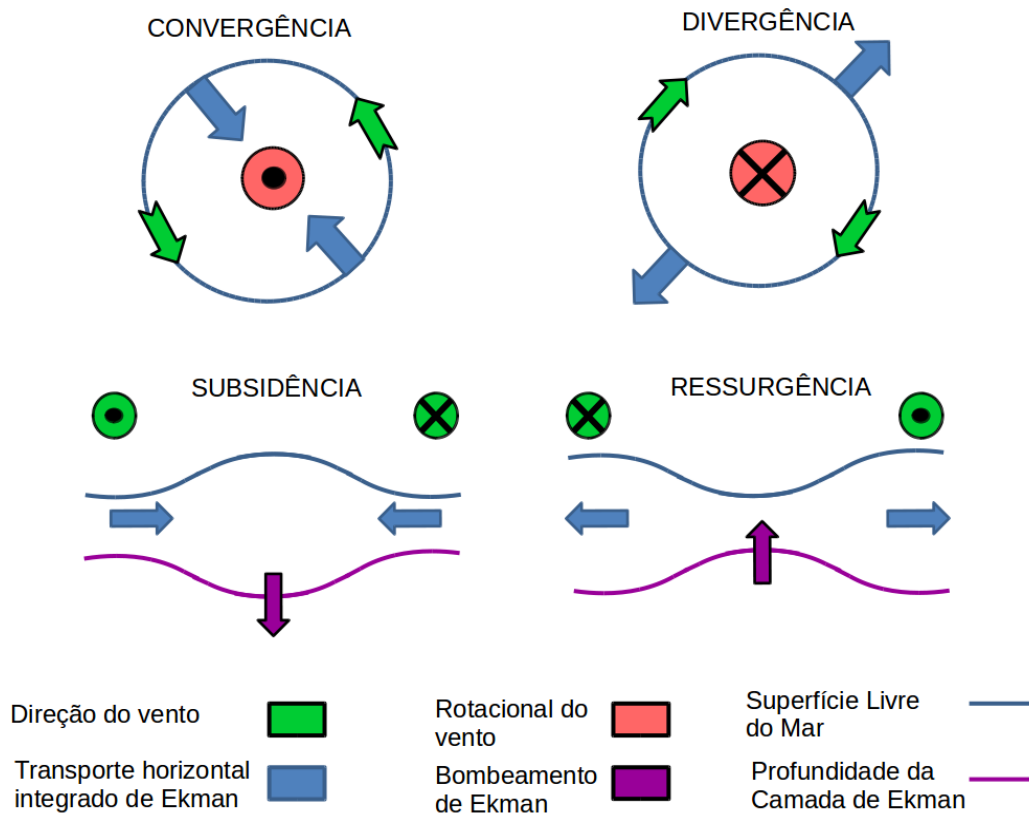 CONVERGÊNCIA
DIVERGÊNCIA
SUBSIDÊNCIA
RESSURGÊNCIA
Direção do vento
Transporte horizontal
integrado de Ekman
Rotacional do
vento
Bombeamento
de Ekman
Superfície Livre
do Mar
Profundidade da
Camada de Ekman